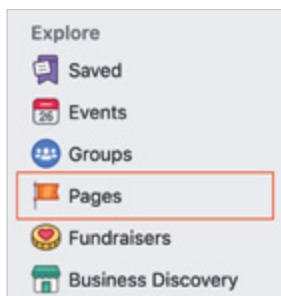 Explore
Saved
26
Events
Groups
Pages
Fundraisers
Business Discovery